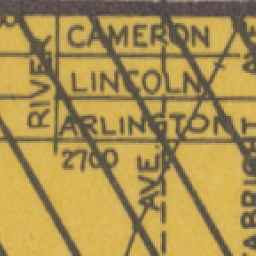 CAMERON
LINCOLN
ARLINGTON
2700
RIVER
AVE.